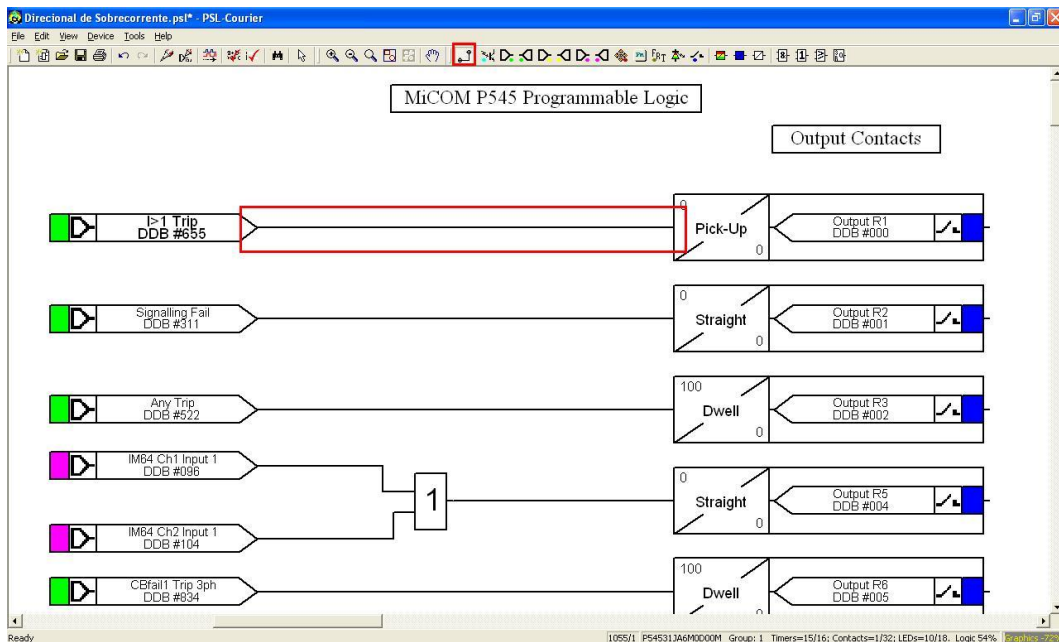 Direcional de Sobrecorrente.psl* - PSL-Courier
File Edit View Device Tools Help
MiCOM P545 Programmable Logic
Output Contacts
I>1 Trip
DDB #655
0
Pick-Up
0
Output R1
DDB #000
Signalling Fail
DDB #311
0
Straight
0
Output R2
DDB #001
Any Trip
DDB #522
100
Dwell
0
Output R3
DDB #002
IM64 Ch1 Input 1
DDB #096
1
IM64 Ch2 Input 1
DDB #104
0
Straight
0
Output R5
DDB #004
CBfail1 Trip 3ph
DDB #834
100
Dwell
0
Output R6
DDB #005
Ready
1055/1 P54531JA6M0D00M Group: 1 Timers=15/16; Contacts=1/32; LEDs=10/18. Logic 54%